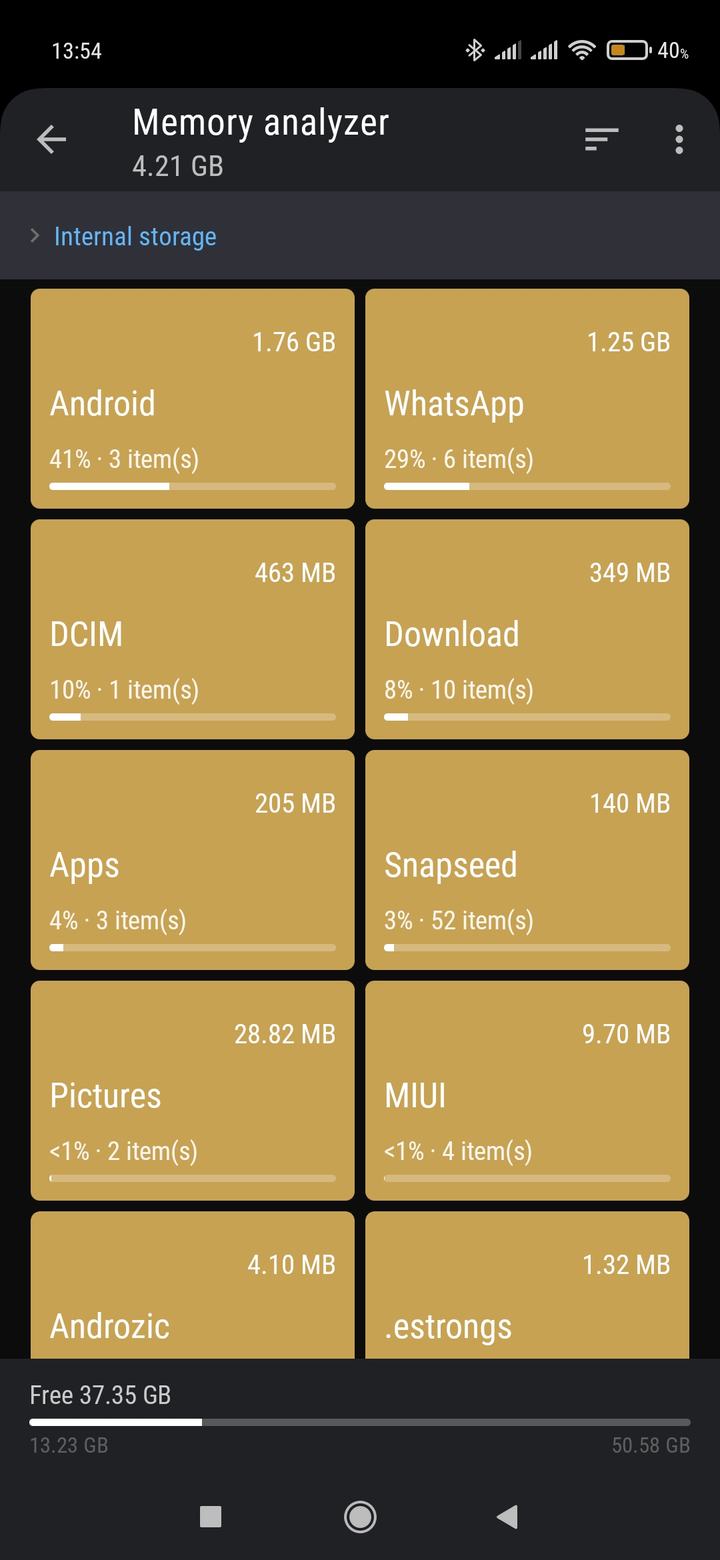 13:54
40%
Memory analyzer
4.21 GB
Internal storage
1.76 GB
Android
41% · 3 item(s)
1.25 GB
WhatsApp
29% · 6 item(s)
463 MB
DCIM
10% · 1 item(s)
349 MB
Download
8% · 10 item(s)
205 MB
Apps
4% · 3 item(s)
140 MB
Snapseed
3% · 52 item(s)
28.82 MB
Pictures
<1% · 2 item(s)
9.70 MB
MIUI
<1% · 4 item(s)
4.10 MB
Androzic
1.32 MB
.estrongs
Free 37.35 GB
13.23 GB
50.58 GB